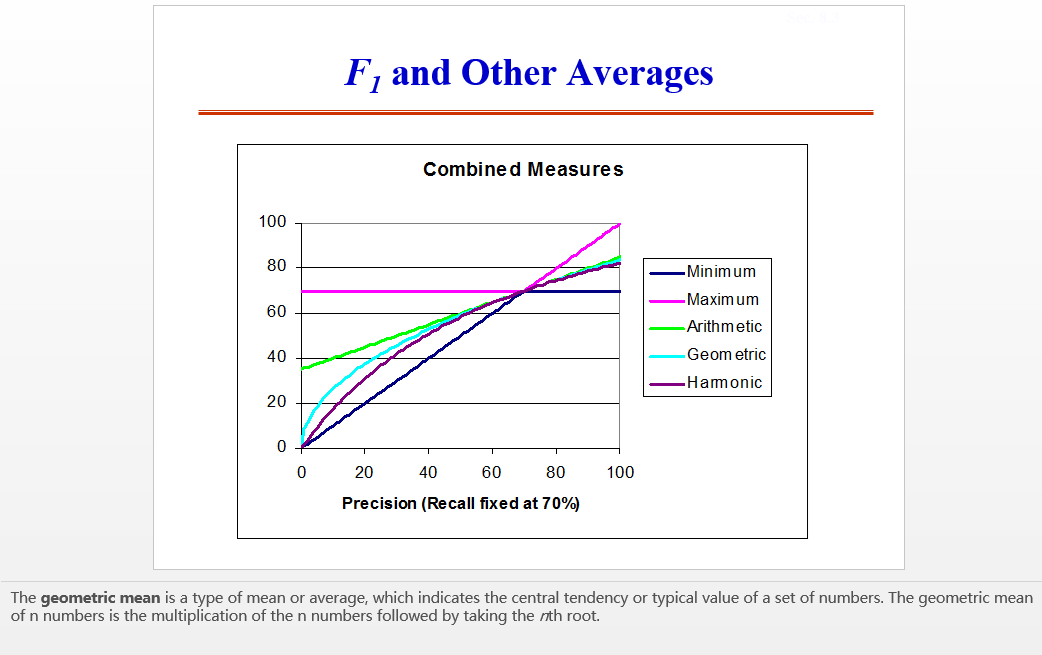 F1 and Other Averages
Combined Measures
100
80
60
40
20
0
0 20 40 60 80 100
Precision (Recall fixed at 70%)
Minimum
Maximum
Arithmetic
Geometric
Harmonic
The geometric mean is a type of mean or average, which indicates the central tendency or typical value of a set of numbers. The geometric mean
of n numbers is the multiplication of the n numbers followed by taking the nth root.